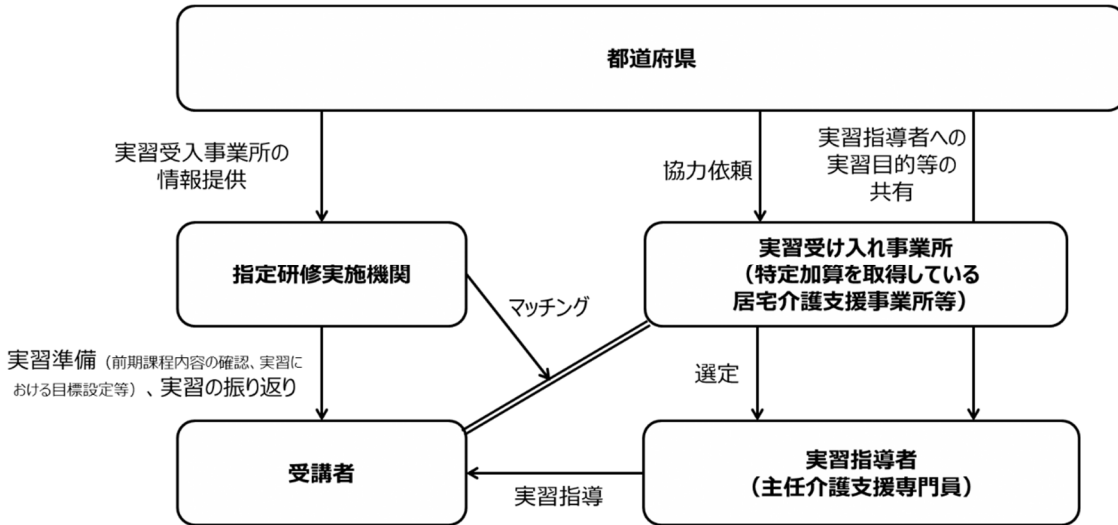 都道府県
実習受入事業所の
情報提供
協力依頼
実習指導者への
実習目的等の
共有
指定研修実施機関
実習受け入れ事業所
（特定加算を取得している
居宅介護支援事業所等）
マッチング
実習準備（前期課程内容の確認、実習に
おける目標設定等）、実習の振り返り
選定
受講者
実習指導者
（主任介護支援専門員）
実習指導